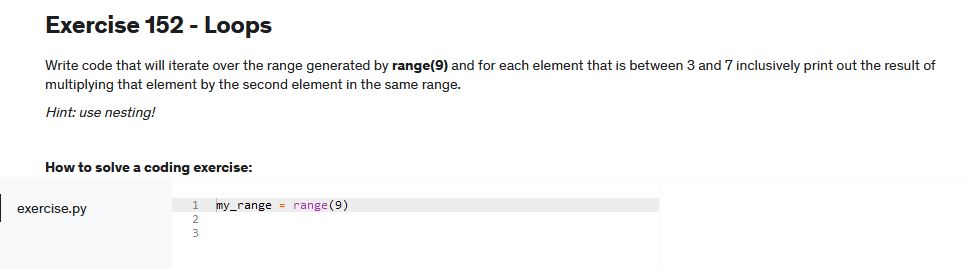 Exercise 152 - Loops
Write code that will iterate over the range generated by range(9) and for each element that is between 3 and 7 inclusively print out the result of
multiplying that element by the second element in the same range.
Hint: use nesting!
How to solve a coding exercise:
exercise.py
1 my_range = range(9)
2
3